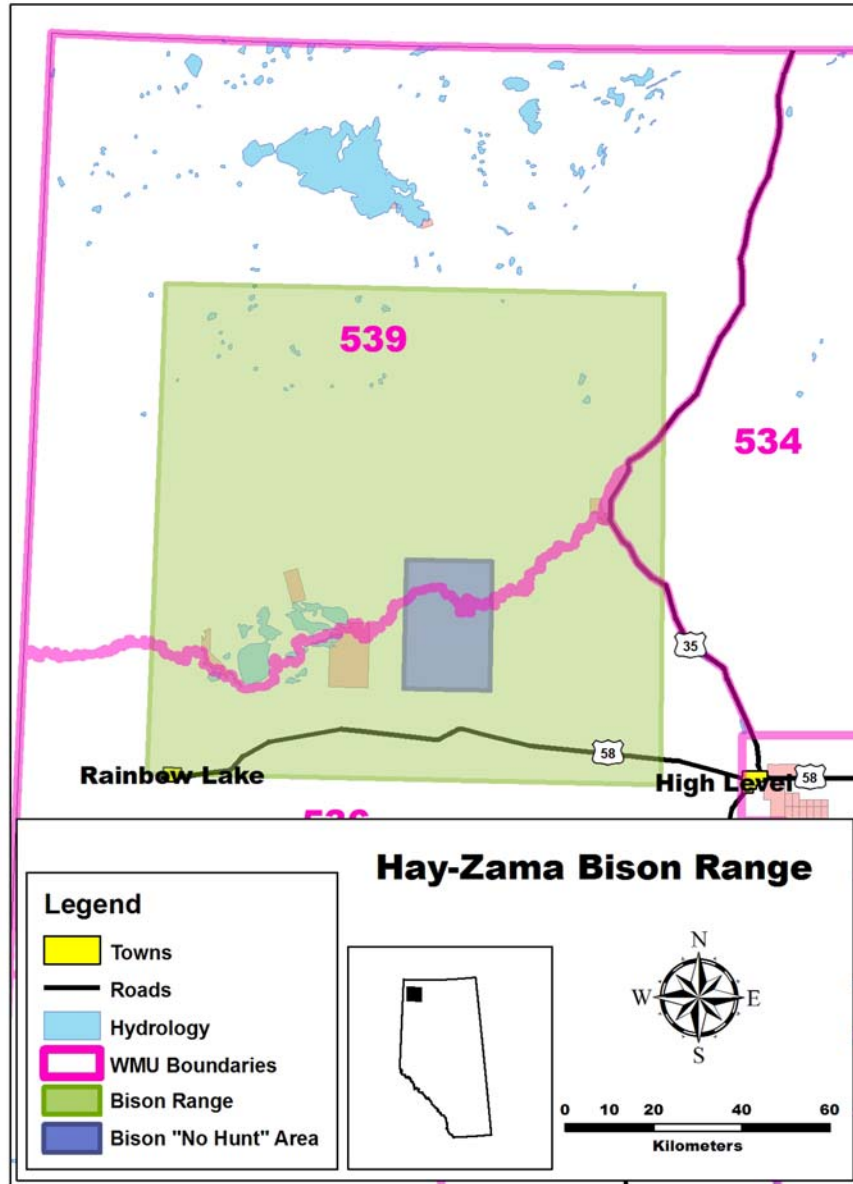 539
534
35
58
Rainbow Lake
High Level
58
536
Hay-Zama Bison Range
Legend
Towns
Roads
Hydrology
WMU Boundaries
Bison Range
Bison "No Hunt" Area
N
W E
S
0 10 20 40 60
Kilometers